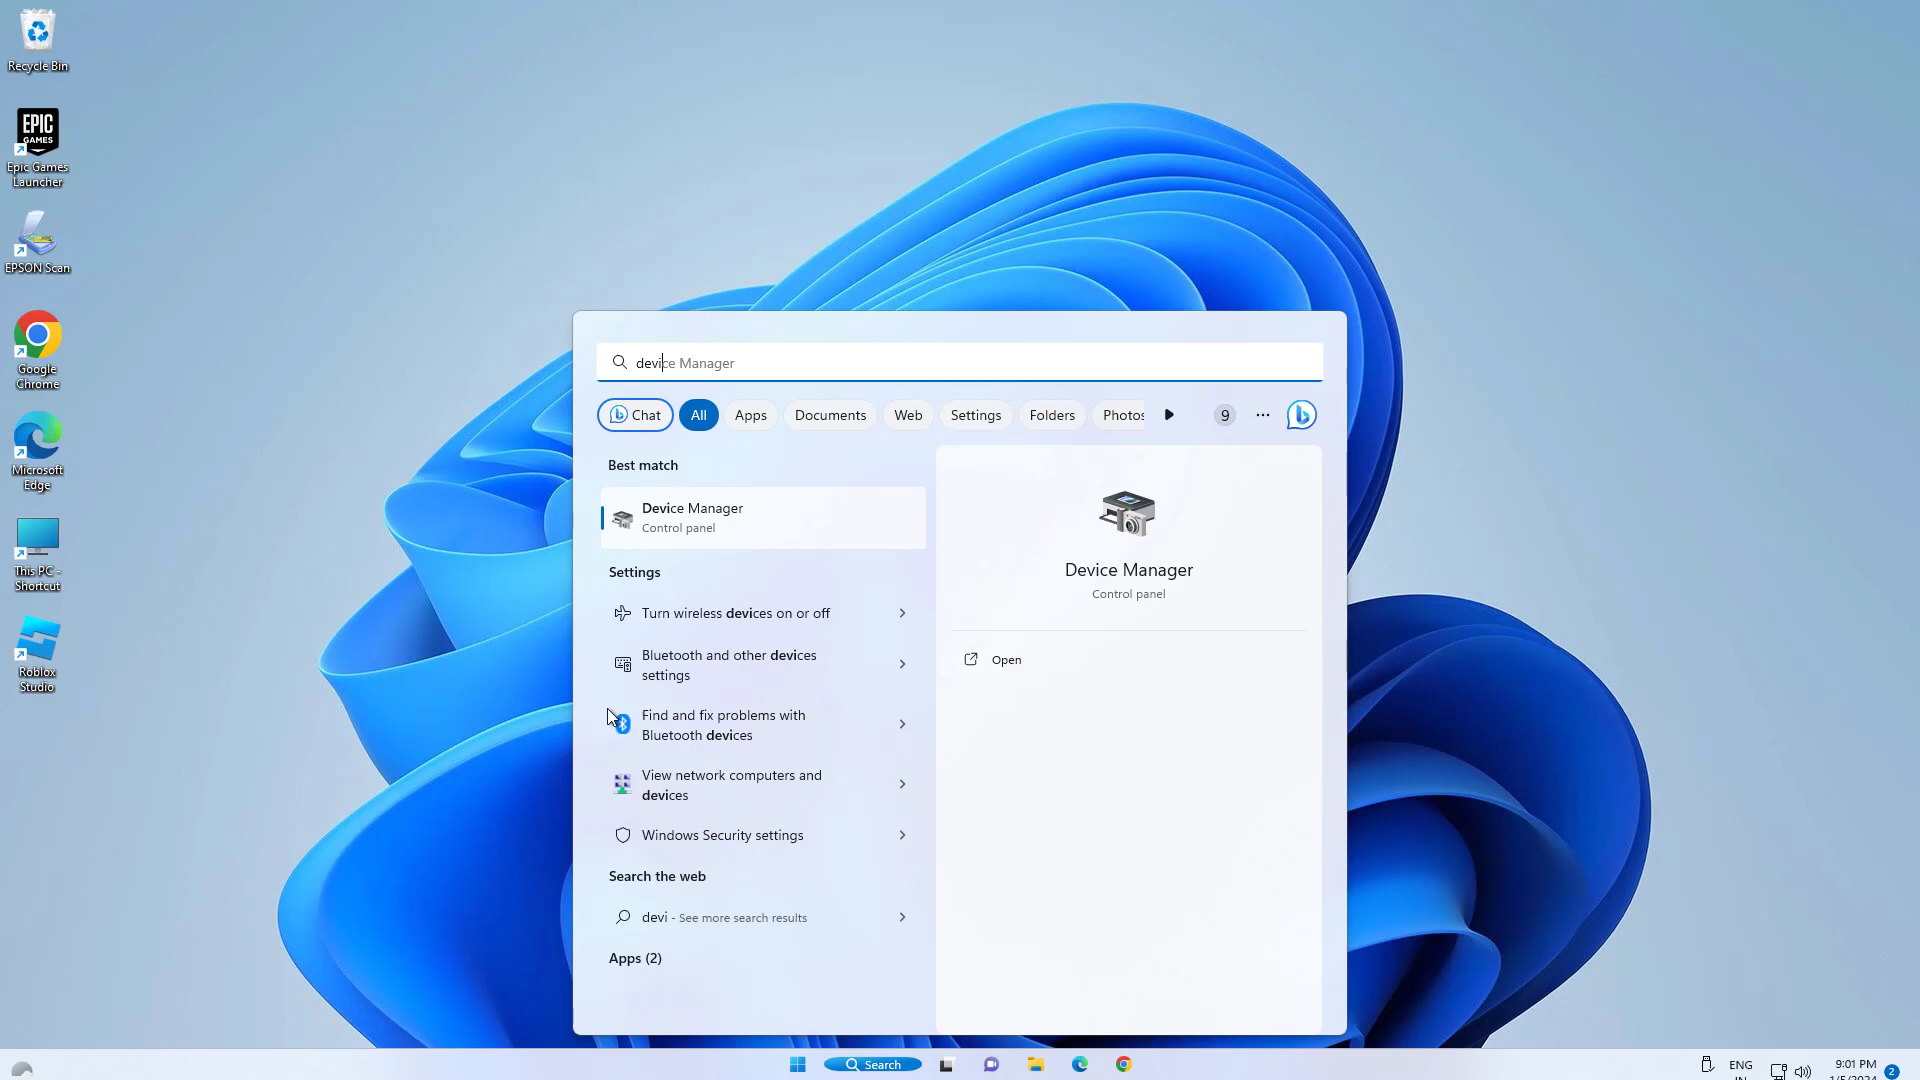 Recycle Bin
EPIC
GAMES
Epic Games
Launcher
EPSON Scan
Google
Chrome
Microsoft
Edge
This PC -
Shortcut
Roblox
Studio
device Manager
Chat
All
Apps
Documents
Web
Settings
Folders
Photos
9
Best match
Device Manager
Control panel
Settings
Turn wireless devices on or off
Bluetooth and other devices
settings
Find and fix problems with
Bluetooth devices
View network computers and
devices
Windows Security settings
Search the web
devi - See more search results
Apps (2)
Device Manager
Control panel
Open
Search
ENG
9:01 PM
2